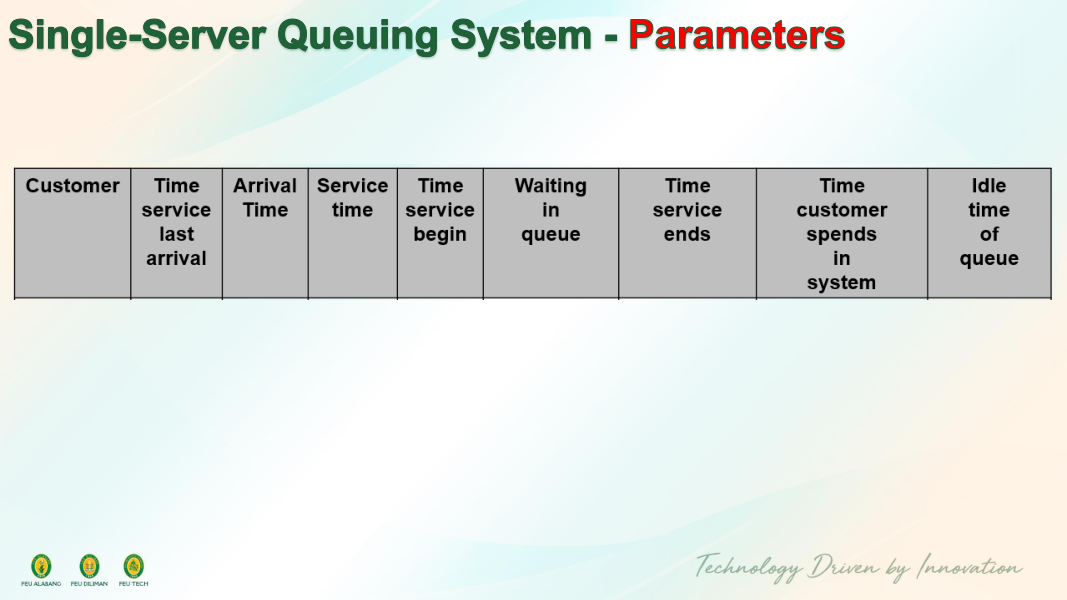 Single-Server Queuing System - Parameters
Customer
Time
service
last
arrival
Arrival
Time
Service
time
Time
service
begin
Waiting
in
queue
Time
service
ends
Time
customer
spends
in
system
Idle
time
of
queue
FEU ALABANG
FEU DILIMAN
FEU TECH
Technology Driven by Innovation